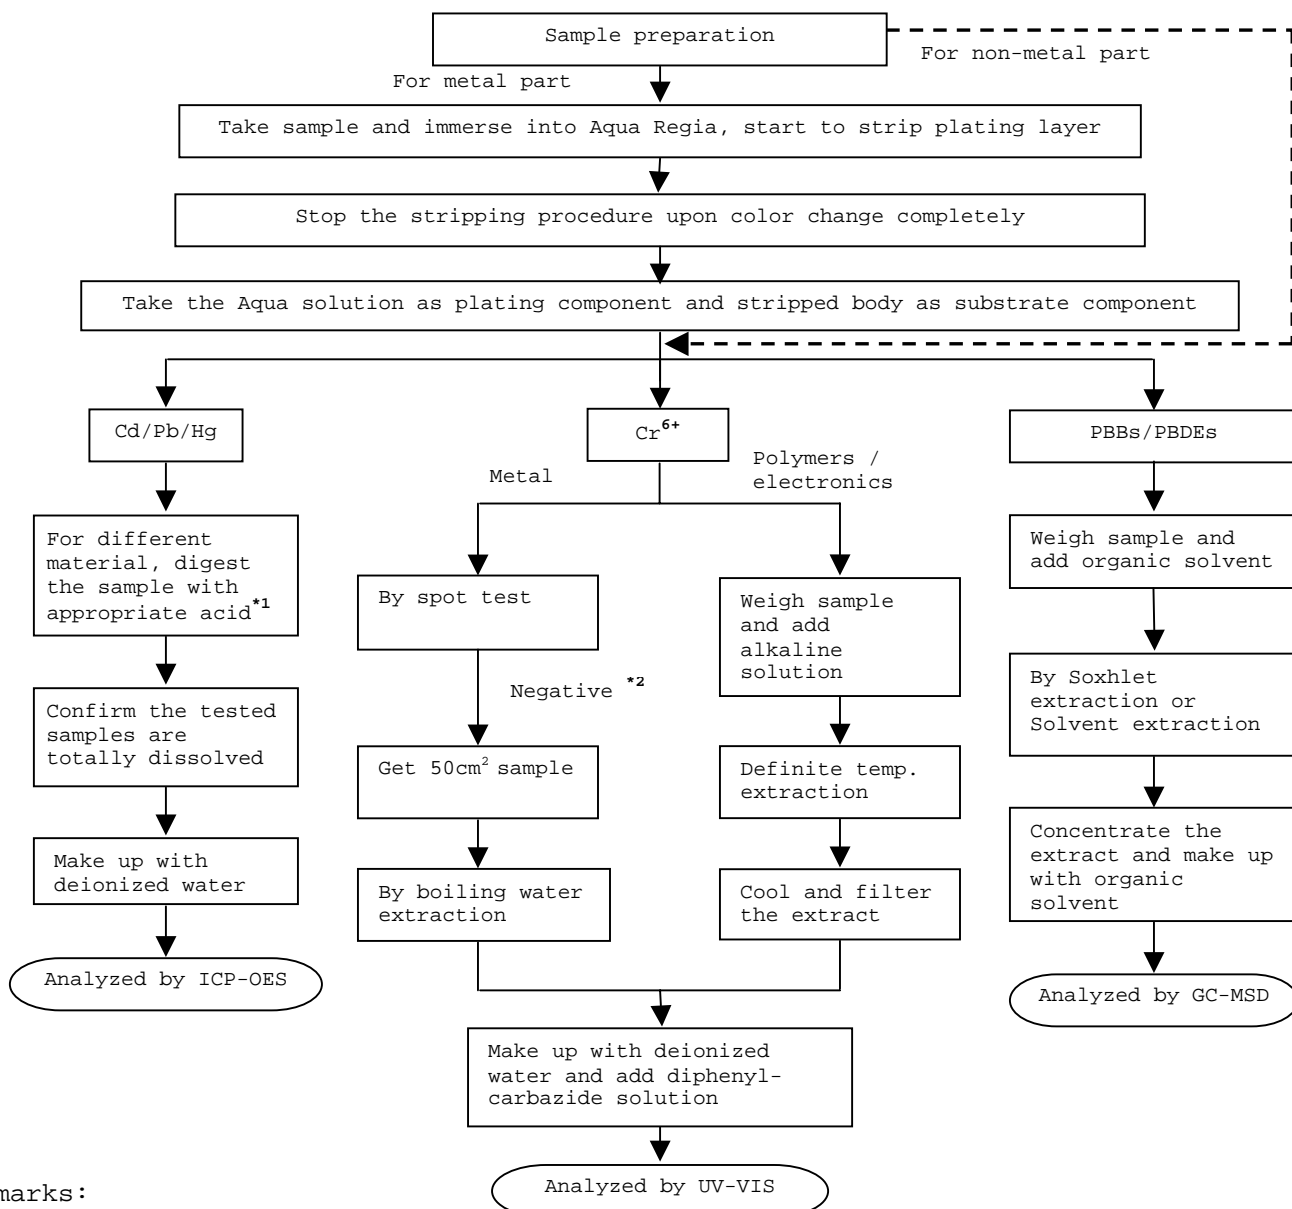 Sample preparation
For non-metal part
For metal part
Take sample and immerse into Aqua Regia, start to strip plating layer
Stop the stripping procedure upon color change completely
Take the Aqua solution as plating component and stripped body as substrate component
Cd/Pb/Hg
Cr6+
PBBs/PBDEs
Metal
Polymers /
electronics
For different
material, digest
the sample with
appropriate acid*1
By spot test
Weigh sample
and add
alkaline
solution
Weigh sample and
add organic solvent
Negative *2
Confirm the tested
samples are
totally dissolved
Get 50cm2 sample
Definite temp.
extraction
By Soxhlet
extraction or
Solvent extraction
Make up with
deionized water
By boiling water
extraction
Cool and filter
the extract
Concentrate the
extract and make up
with organic
solvent
Analyzed by ICP-OES
Analyzed by GC-MSD
Make up with deionized
water and add diphenyl-
carbazide solution
Analyzed by UV-VIS
marks: